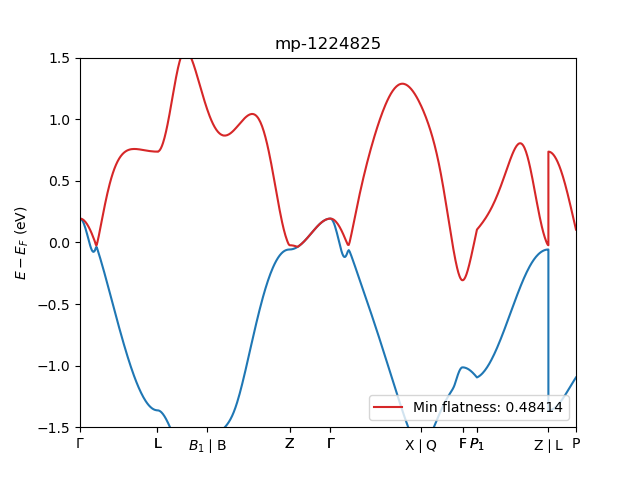 mp-1224825
E − E_F (eV)
1.5
1.0
0.5
0.0
−0.5
−1.0
−1.5
Min flatness: 0.48414
Γ L B₁ | B Z Γ X | Q F P₁ Z | L P